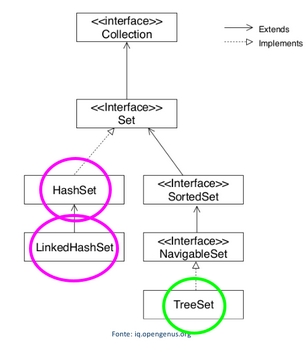 <<interface>>
Collection
Extends
Implements
<<Interface>>
Set
HashSet
<<Interface>>
SortedSet
LinkedHashSet
<<Interface>>
NavigableSet
TreeSet
Fonte: iq.opengenus.org